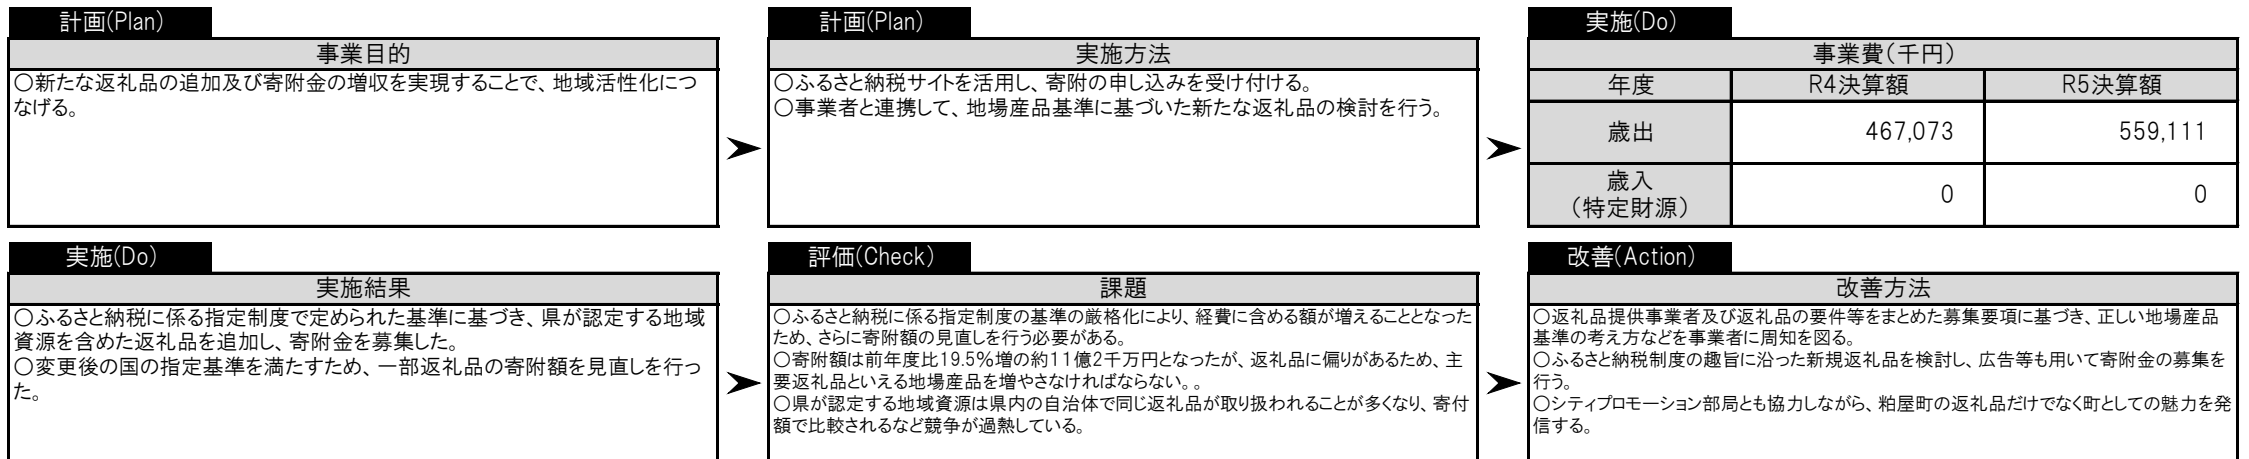 計画(Plan)
事業目的
○新たな返礼品の追加及び寄附金の増収を実現することで、地域活性化につ
なげる。
計画(Plan)
実施方法
○ふるさと納税サイトを活用し、寄附の申し込みを受け付ける。
○事業者と連携して、地場産品基準に基づいた新たな返礼品の検討を行う。
実施(Do)
事業費(千円)
年度 R4決算額 R5決算額
歳出 467,073 559,111
歳入
(特定財源) 0 0
実施(Do)
実施結果
○ふるさと納税に係る指定制度で定められた基準に基づき、県が認定する地域
資源を含めた返礼品を追加し、寄附金を募集した。
○変更後の国の指定基準を満たすため、一部返礼品の寄附額を見直しを行っ
た。
評価(Check)
課題
○ふるさと納税に係る指定制度の基準の厳格化により、経費に含める額が増えることとなった
ため、さらに寄附額の見直しを行う必要がある。
○寄附額は前年度比19.5%増の約11億2千万円となったが、返礼品に偏りがあるため、主
要返礼品といえる地場産品を増やさなければならない。。
○県が認定する地域資源は県内の自治体で同じ返礼品が取り扱われることが多くなり、寄付
額で比較されるなど競争が過熱している。
改善(Action)
改善方法
○返礼品提供事業者及び返礼品の要件等をまとめた募集要項に基づき、正しい地場産品
基準の考え方などを事業者に周知を図る。
○ふるさと納税制度の趣旨に沿った新規返礼品を検討し、広告等も用いて寄附金の募集を
行う。
○シティプロモーション部局とも協力しながら、粕屋町の返礼品だけでなく町としての魅力を発
信する。